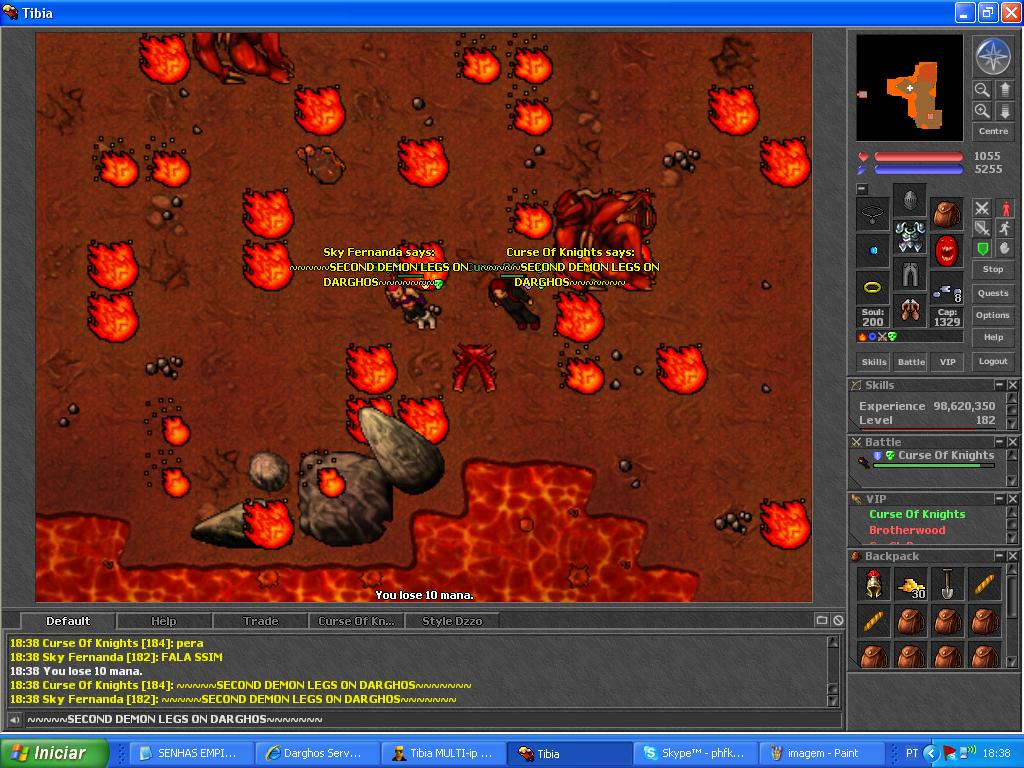 Tibia
Centre
1055
5255
Sky Fernanda says:
~~~~~SECOND DEMON LEGS ON
DARGHOS~~~~~~~
Curse Of Knights says:
~~~~~SECOND DEMON LEGS ON
DARGHOS~~~~~~~
8
Soul:
200
Cap:
1329
Stop
Quests
Options
Help
Skills
Battle
VIP
Logout
Skills
Experience 98,620,350
Level 182
Battle
Curse Of Knights
VIP
Curse Of Knights
Brotherwood
Backpack
30
You lose 10 mana.
Default
Help
Trade
Curse Of Kn...
Style Dzzo
18:38 Curse Of Knights [184]: pera
18:38 Sky Fernanda [182]: FALA SSIM
18:38 You lose 10 mana.
18:38 Curse Of Knights [184]: ~~~~~SECOND DEMON LEGS ON DARGHOS~~~~~~~
18:38 Sky Fernanda [182]: ~~~~~SECOND DEMON LEGS ON DARGHOS~~~~~~~
~~~~~SECOND DEMON LEGS ON DARGHOS~~~~~~~
Iniciar
SENHAS EMPI...
Darghos Serv...
Tibia MULTI-ip ...
Tibia
Skype™ - phfk...
imagem - Paint
PT
18:38